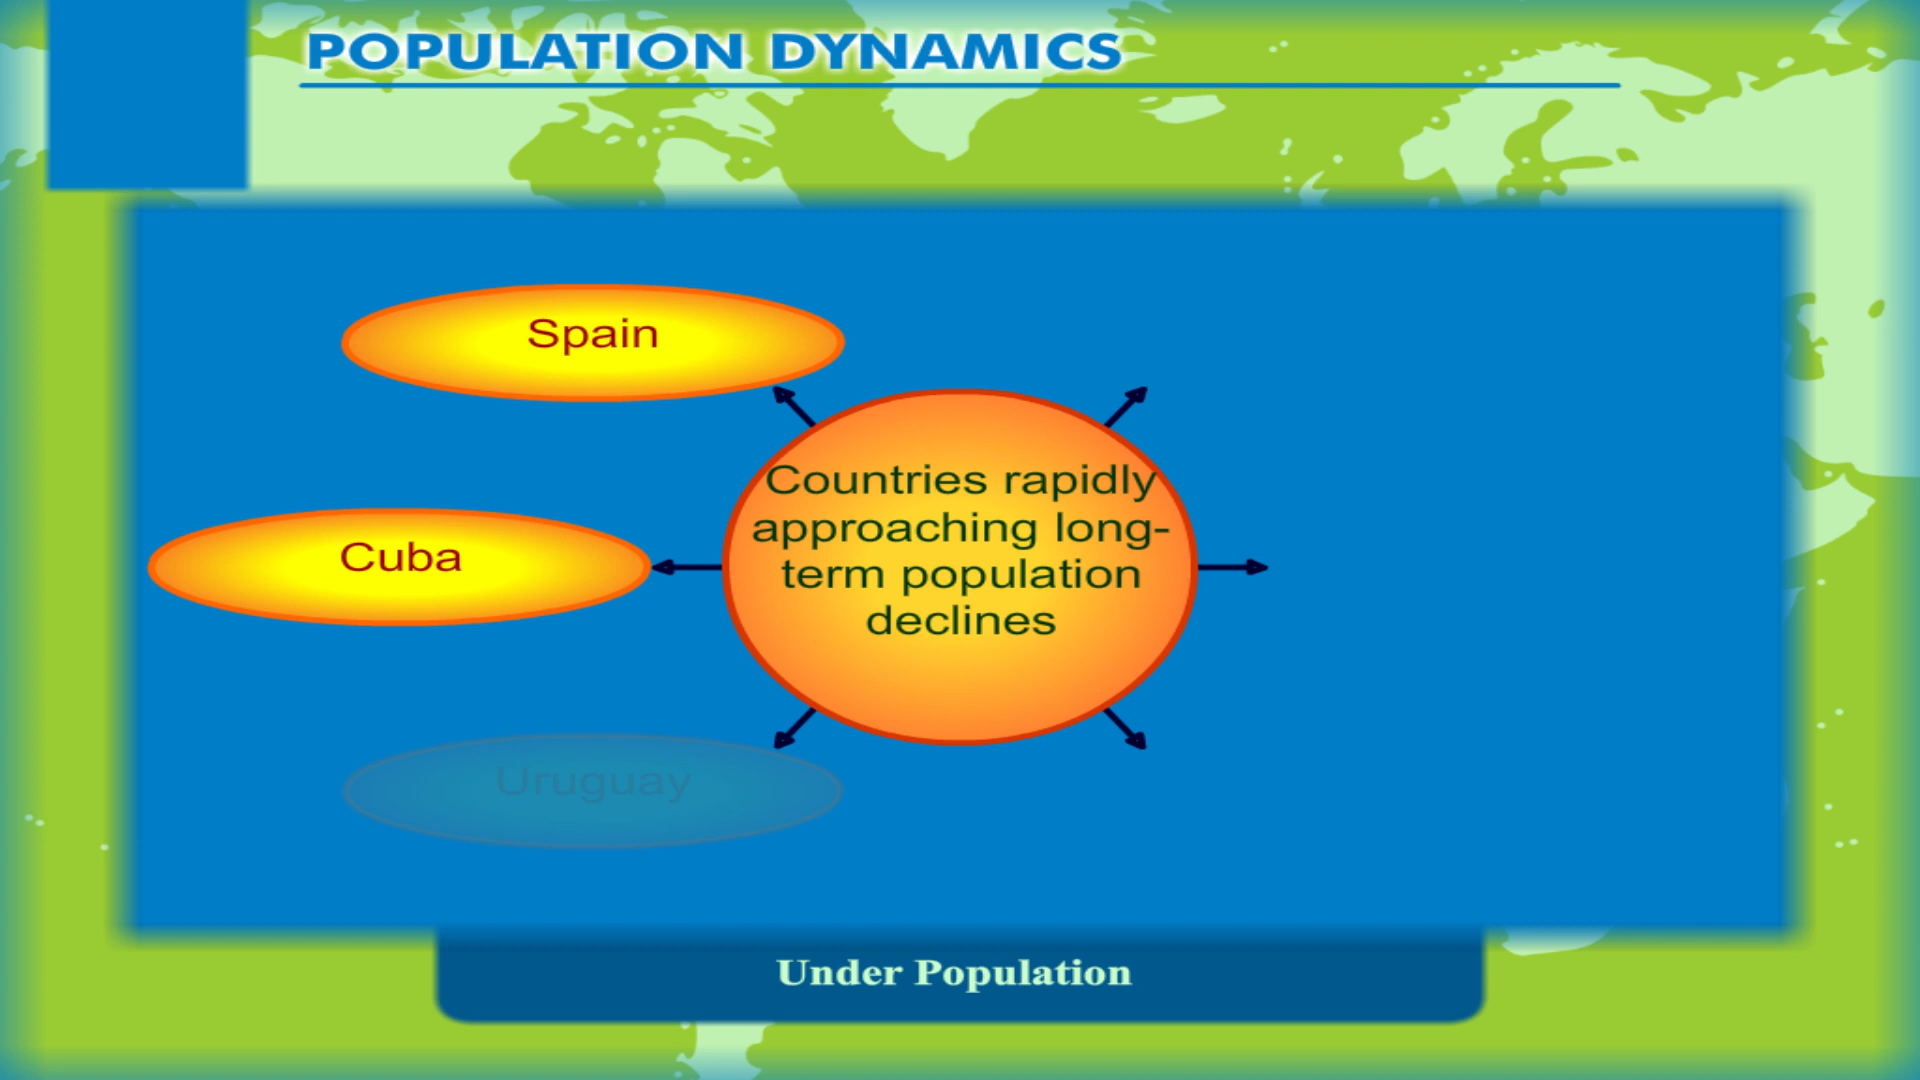 POPULATION DYNAMICS
Spain
Countries rapidly
approaching long-
term population
declines
Cuba
Uruguay
Under Population